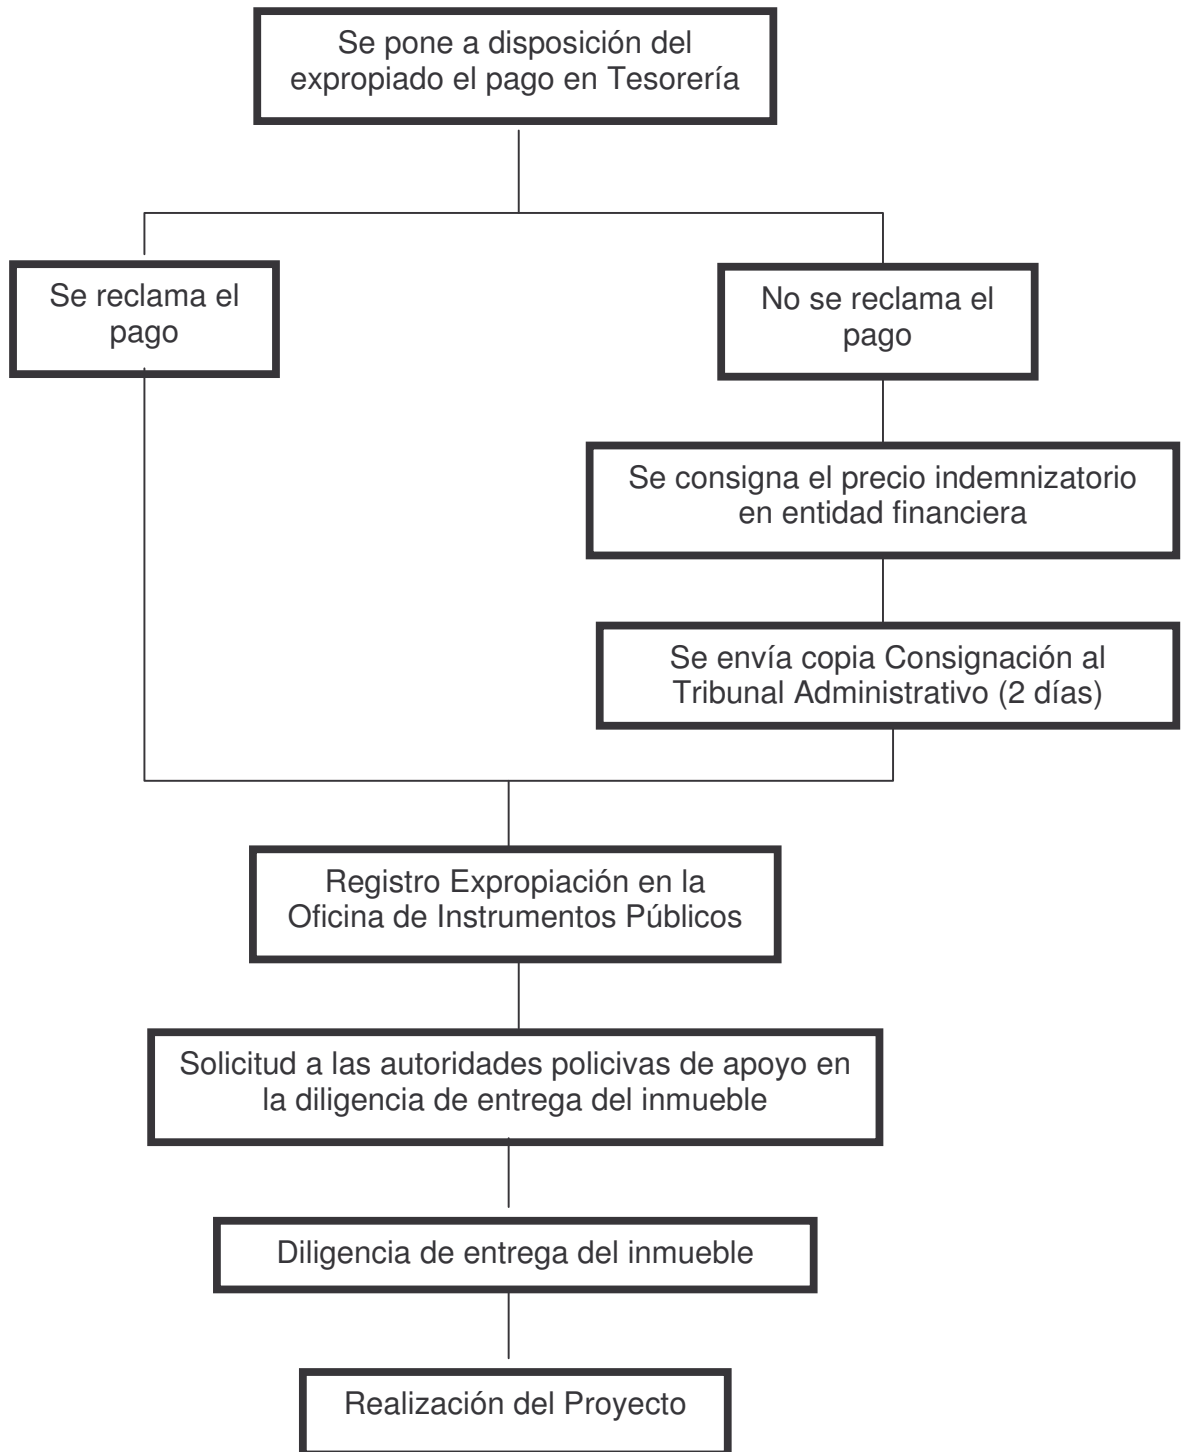 Se pone a disposición del
expropiado el pago en Tesorería
Se reclama el
pago
No se reclama el
pago
Se consigna el precio indemnizatorio
en entidad financiera
Se envía copia Consignación al
Tribunal Administrativo (2 días)
Registro Expropiación en la
Oficina de Instrumentos Públicos
Solicitud a las autoridades policivas de apoyo en
la diligencia de entrega del inmueble
Diligencia de entrega del inmueble
Realización del Proyecto